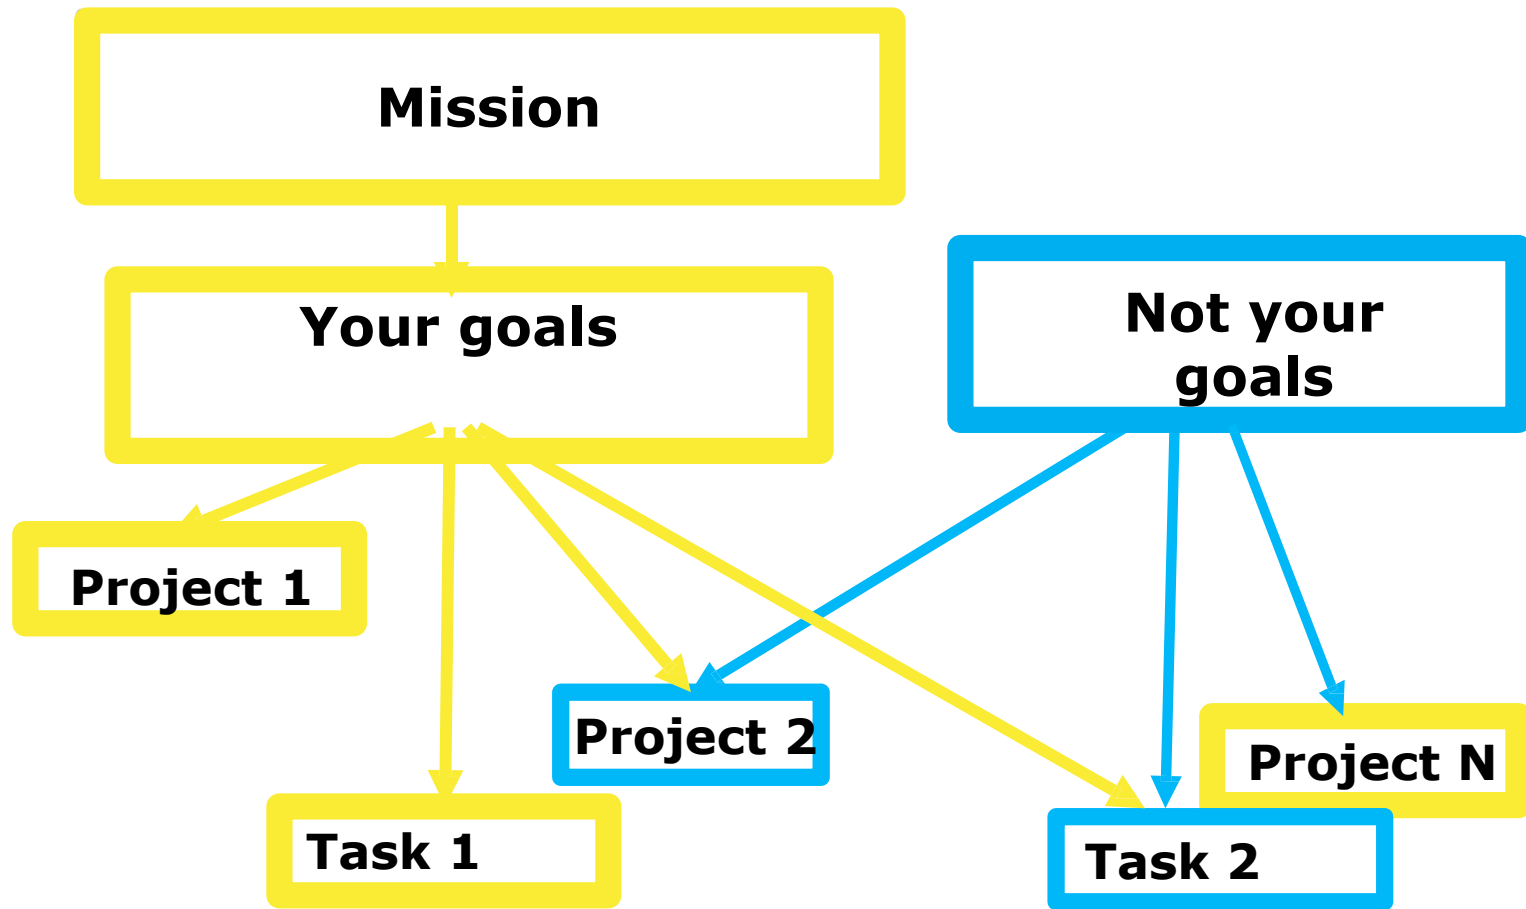 Mission
Your goals
Not your
goals
Project 1
Project 2
Project N
Task 1
Task 2